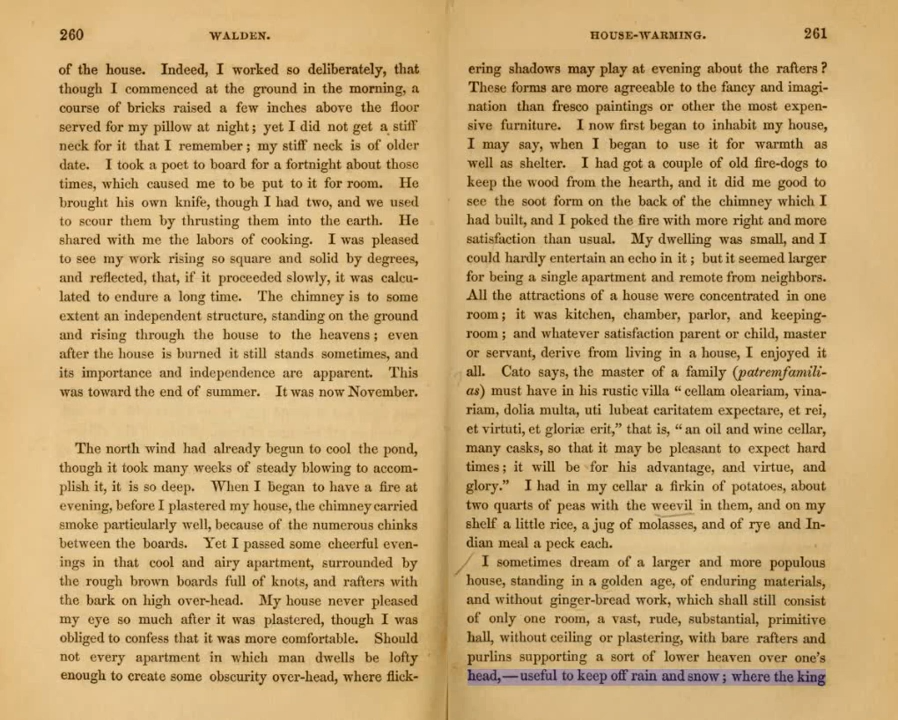 260
WALDEN.
of the house. Indeed, I worked so deliberately, that
though I commenced at the ground in the morning, a
course of bricks raised a few inches above the floor
served for my pillow at night; yet I did not get a stiff
neck for it that I remember; my stiff neck is of older
date. I took a poet to board for a fortnight about those
times, which caused me to be put to it for room. He
brought his own knife, though I had two, and we used
to scour them by thrusting them into the earth. He
shared with me the labors of cooking. I was pleased
to see my work rising so square and solid by degrees,
and reflected, that, if it proceeded slowly, it was calcu-
lated to endure a long time. The chimney is to some
extent an independent structure, standing on the ground
and rising through the house to the heavens; even
after the house is burned it still stands sometimes, and
its importance and independence are apparent. This
was toward the end of summer. It was now November.
The north wind had already begun to cool the pond,
though it took many weeks of steady blowing to accom-
plish it, it is so deep. When I began to have a fire at
evening, before I plastered my house, the chimney carried
smoke particularly well, because of the numerous chinks
between the boards. Yet I passed some cheerful even-
ings in that cool and airy apartment, surrounded by
the rough brown boards full of knots, and rafters with
the bark on high over-head. My house never pleased
my eye so much after it was plastered, though I was
obliged to confess that it was more comfortable. Should
not every apartment in which man dwells be lofty
enough to create some obscurity over-head, where flick-
HOUSE-WARMING.
261
ering shadows may play at evening about the rafters?
These forms are more agreeable to the fancy and imagi-
nation than fresco paintings or other the most expen-
sive furniture. I now first began to inhabit my house,
I may say, when I began to use it for warmth as
well as shelter. I had got a couple of old fire-dogs to
keep the wood from the hearth, and it did me good to
see the soot form on the back of the chimney which I
had built, and I poked the fire with more right and more
satisfaction than usual. My dwelling was small, and I
could hardly entertain an echo in it; but it seemed larger
for being a single apartment and remote from neighbors.
All the attractions of a house were concentrated in one
room; it was kitchen, chamber, parlor, and keeping-
room; and whatever satisfaction parent or child, master
or servant, derive from living in a house, I enjoyed it
all. Cato says, the master of a family (patremfamili-
as) must have in his rustic villa "cellam oleariam, vina-
riam, dolia multa, uti lubeat caritatem expectare, et rei,
et virtuti, et gloriæ erit," that is, "an oil and wine cellar,
many casks, so that it may be pleasant to expect hard
times; it will be for his advantage, and virtue, and
glory." I had in my cellar a firkin of potatoes, about
two quarts of peas with the weevil in them, and on my
shelf a little rice, a jug of molasses, and of rye and In-
dian meal a peck each.
I sometimes dream of a larger and more populous
house, standing in a golden age, of enduring materials,
and without ginger-bread work, which shall still consist
of only one room, a vast, rude, substantial, primitive
hall, without ceiling or plastering, with bare rafters and
purlins supporting a sort of lower heaven over one's
head,—useful to keep off rain and snow; where the king